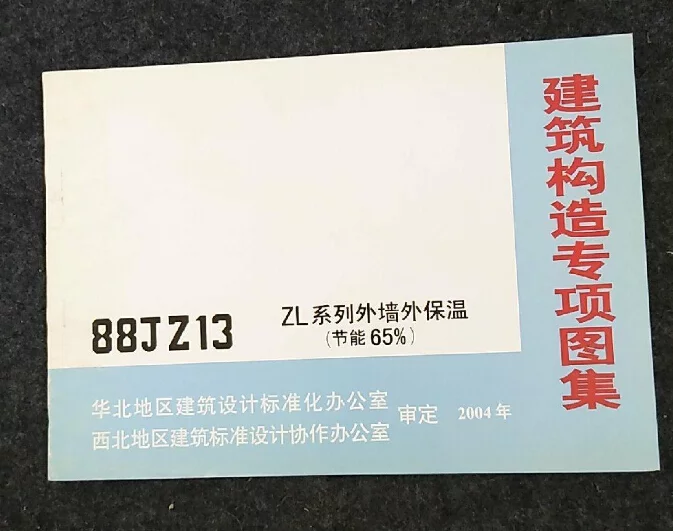 建筑构造专项图集
88JZ13
ZL系列外墙外保温
(节能65%)
华北地区建筑设计标准化办公室
西北地区建筑标准设计协作办公室
审定 2004年